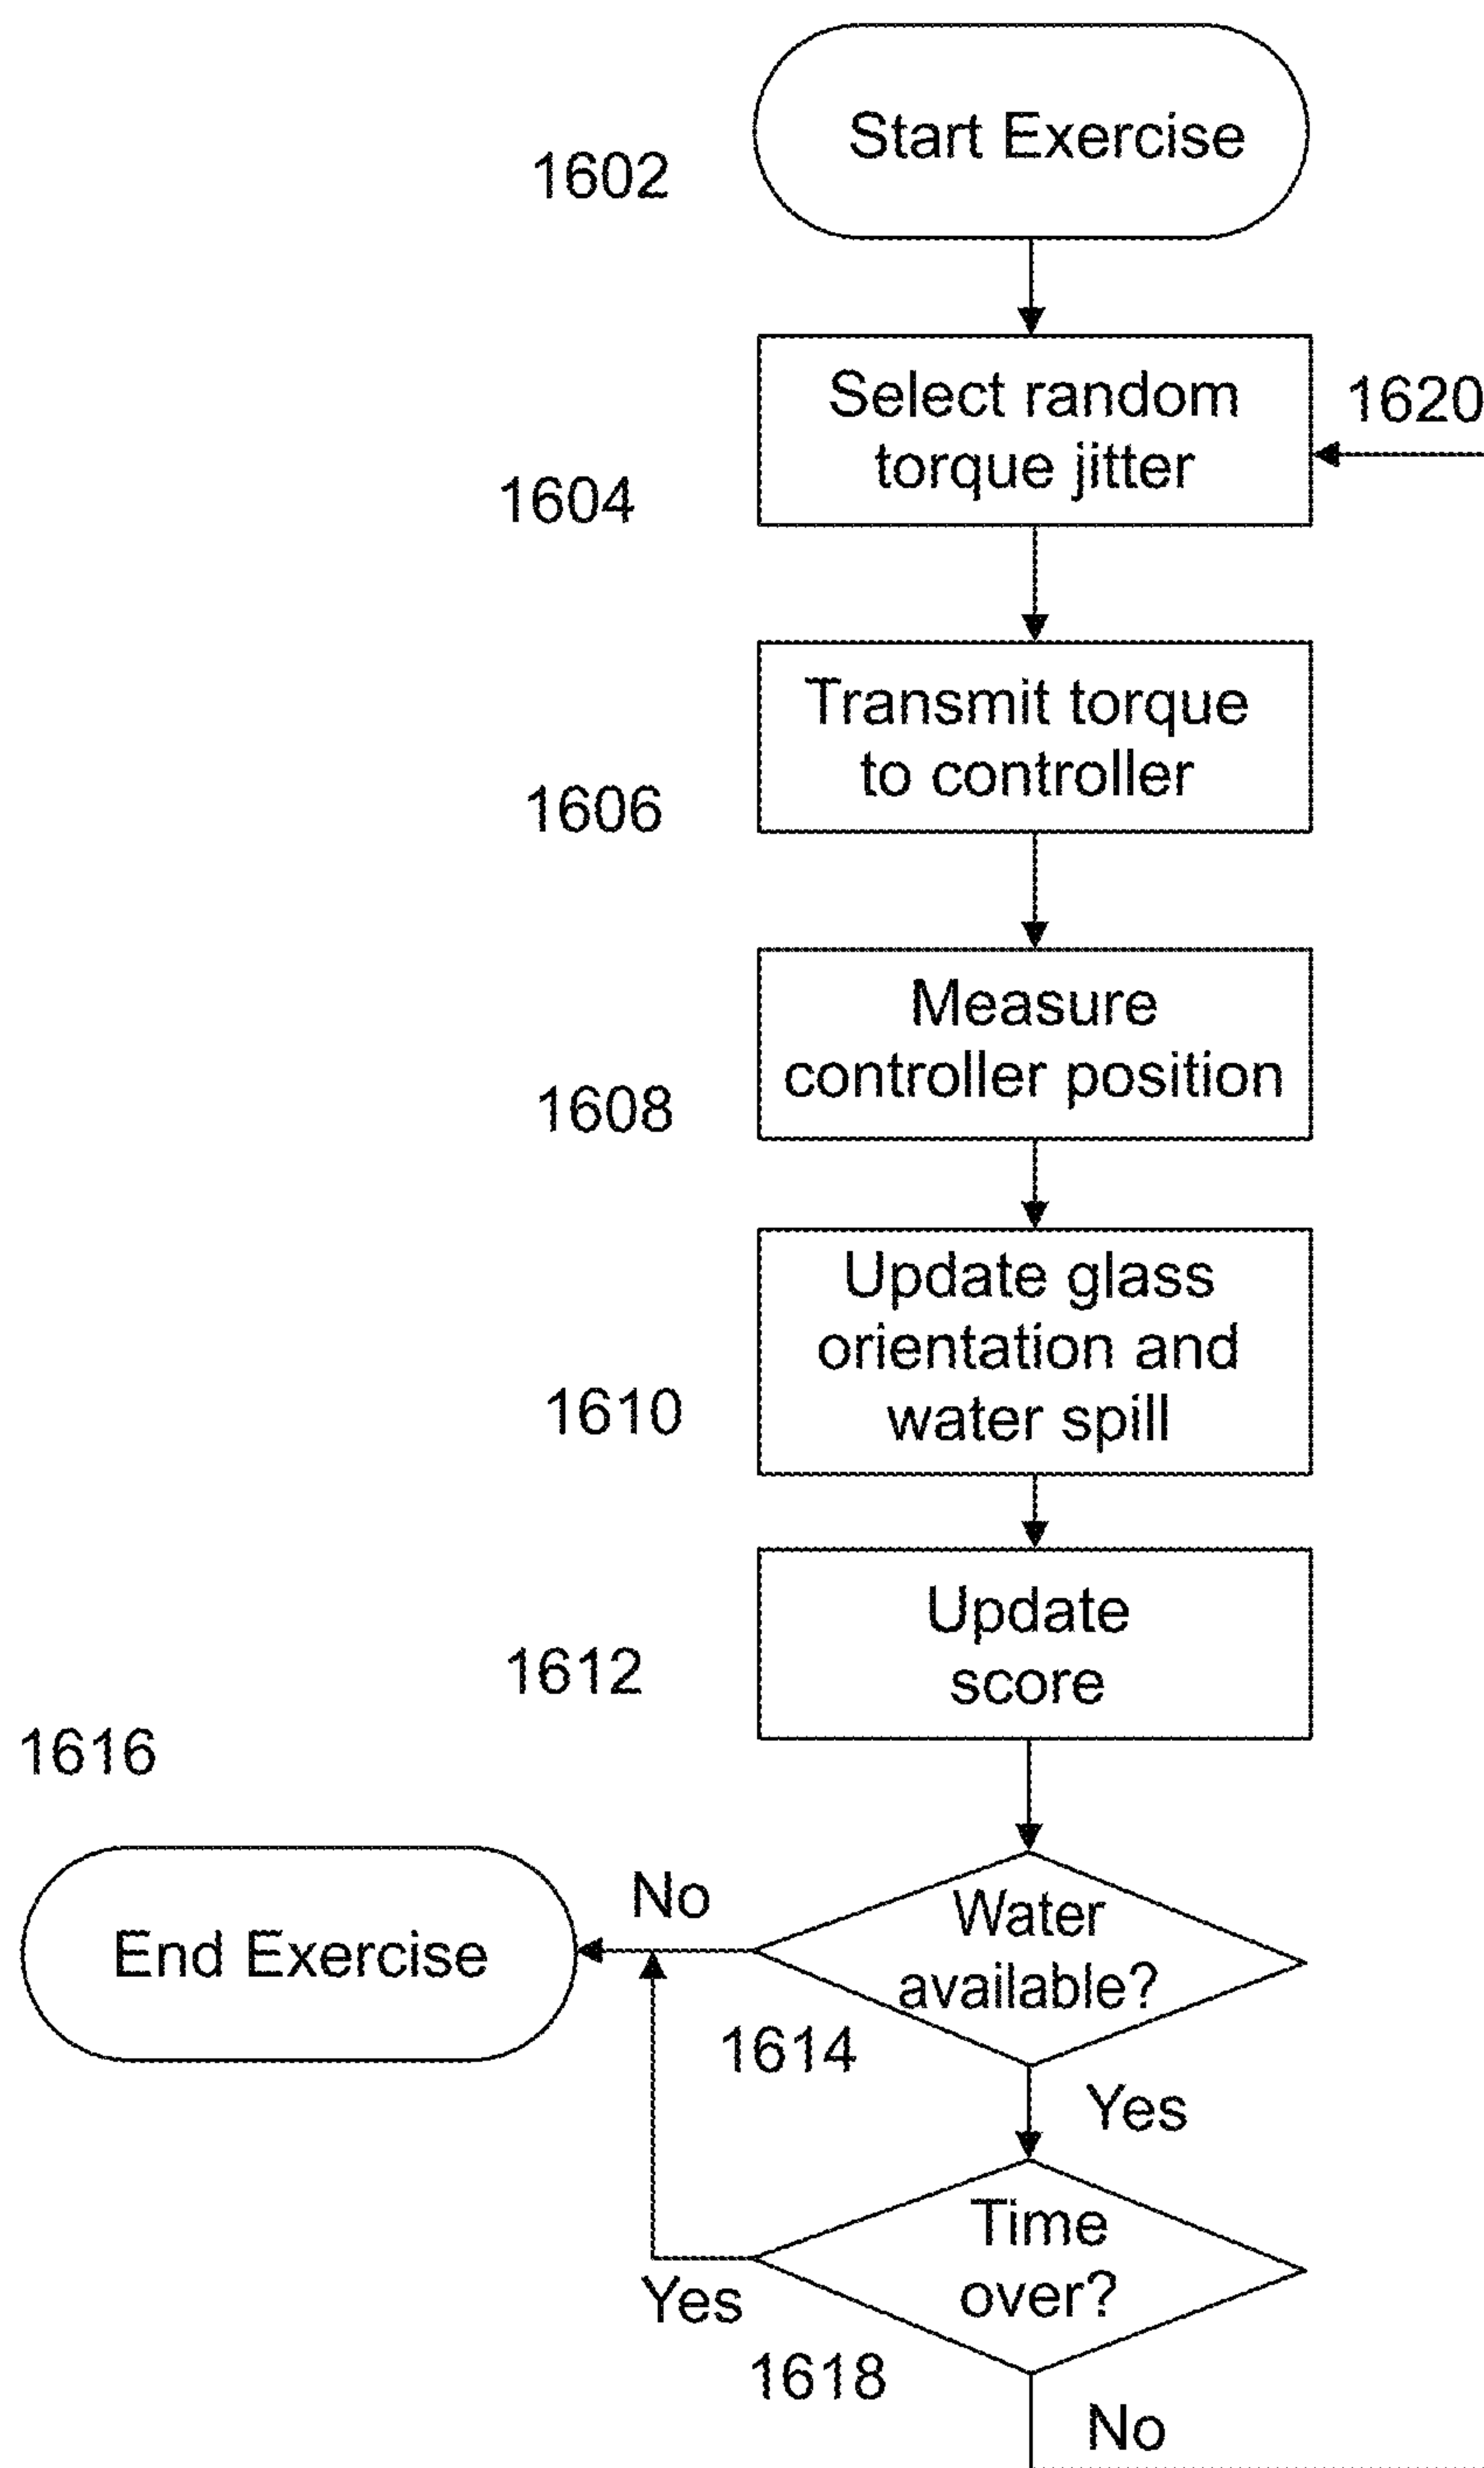 Start Exercise
1602
Select random
torque jitter
1620
1604
Transmit torque
to controller
1606
Measure
controller position
1608
Update glass
orientation and
water spill
1610
Update
score
1612
1616
End Exercise
No
Water
available?
1614
Yes
Time
over?
Yes
1618
No